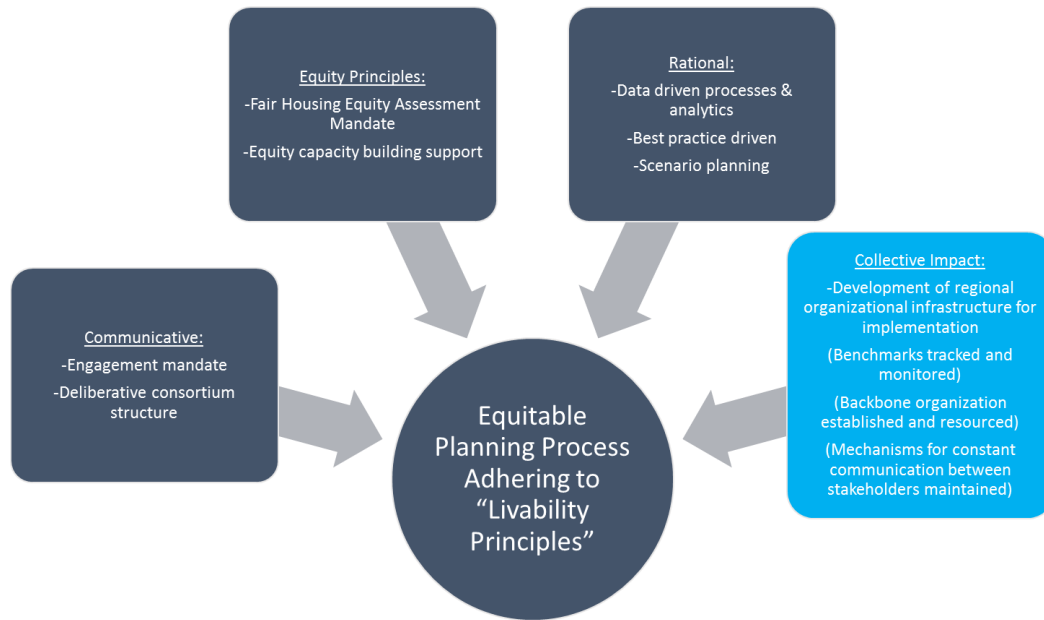 Equity Principles:
-Fair Housing Equity Assessment
Mandate
-Equity capacity building support
Rational:
-Data driven processes &
analytics
-Best practice driven
-Scenario planning
Communicative:
-Engagement mandate
-Deliberative consortium
structure
Collective Impact:
-Development of regional
organizational infrastructure for
implementation
(Benchmarks tracked and
monitored)
(Backbone organization
established and resourced)
(Mechanisms for constant
communication between
stakeholders maintained)
Equitable
Planning Process
Adhering to
“Livability
Principles”